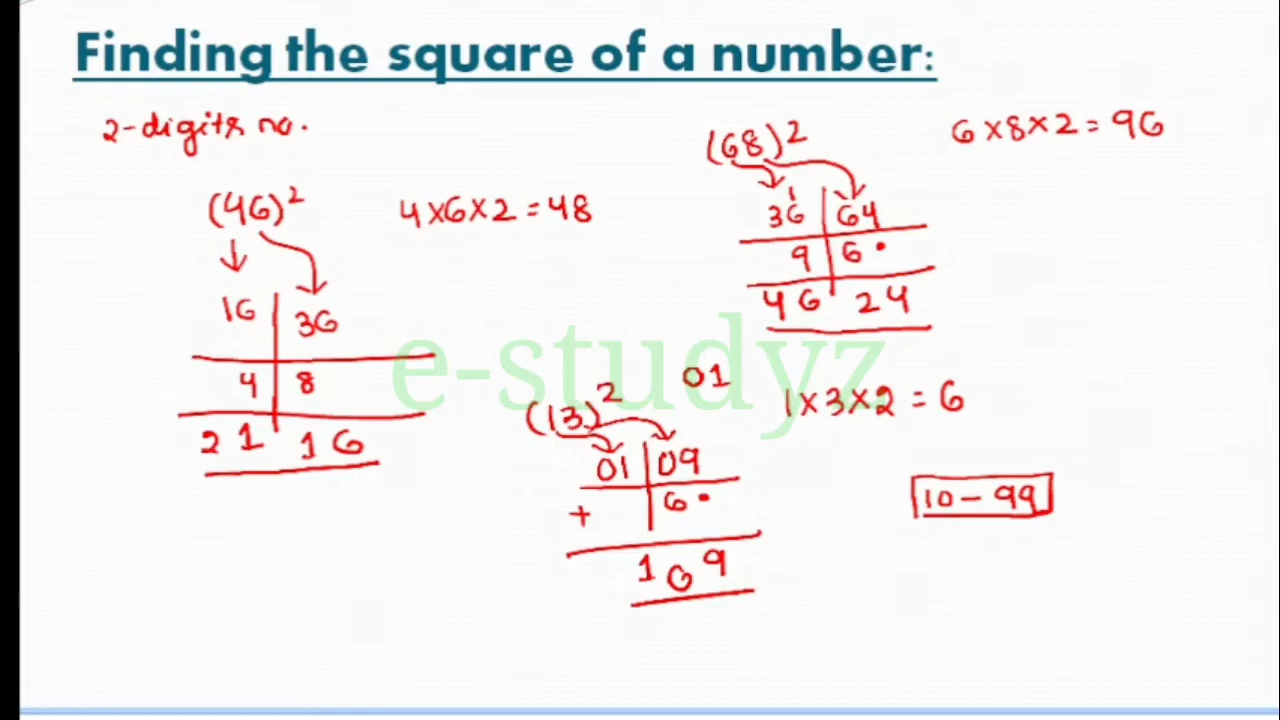 Finding the square of a number:
2-digits no.
(46)² 4×6×2=48
16 | 36
4 | 8
21 16
(68)² 6×8×2=96
1
36 | 64
9 | 6·
46 24
e-studyz
01
(13)² 1×3×2=6
01 | 09
+ | 6·
169
10-99